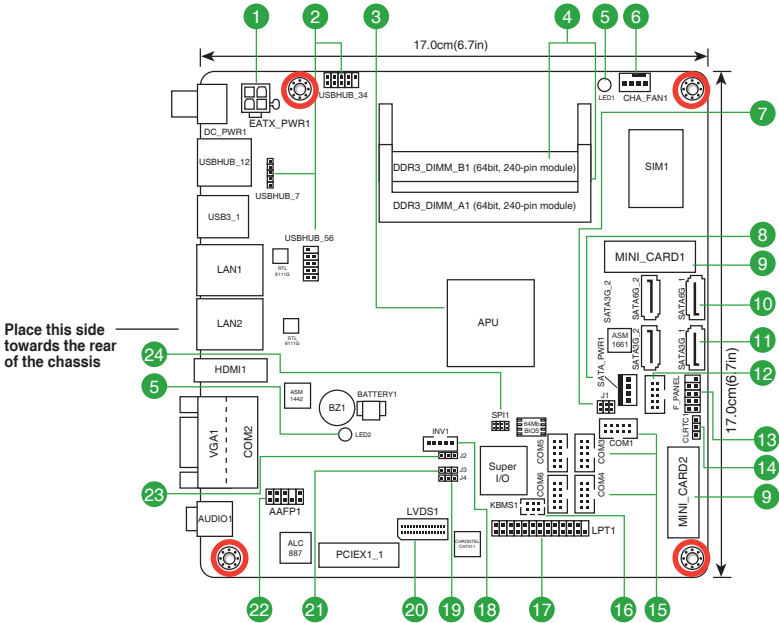 1
2
3
4
5
6
17.0cm(6.7in)
USBHUB_34
LED1
CHA_FAN1
DC_PWR1
EATX_PWR1
7
USBHUB_12
DDR3_DIMM_B1 (64bit, 240-pin module)
SIM1
USBHUB_7
USB3_1
DDR3_DIMM_A1 (64bit, 240-pin module)
USBHUB_56
8
LAN1
RTL
8111G
MINI_CARD1
9
SATA3G_2
SATA6G_2
SATA6G_1
10
Place this side
towards the rear
of the chassis
LAN2
RTL
8111G
APU
SATA_PWR1
ASM
1661
SATA3G_2
SATA3G_1
11
17.0cm(6.7in)
24
HDMI1
12
5
ASM
1442
BZ1
BATTERY1
SPI1
64Mb
BIOS
J1
F_PANEL
VGA1
COM2
LED2
INV1
J2
COM5
COM3
COM1
CLRTC1
13
14
23
J3
J4
Super
I/O
COM6
COM4
MINI_CARD2
9
AUDIO1
AAFP1
LVDS1
KBMS1
LPT1
ALC
887
PCIEX1_1
CHRONTEL
CH7511
22
21
20
19
18
17
16
15